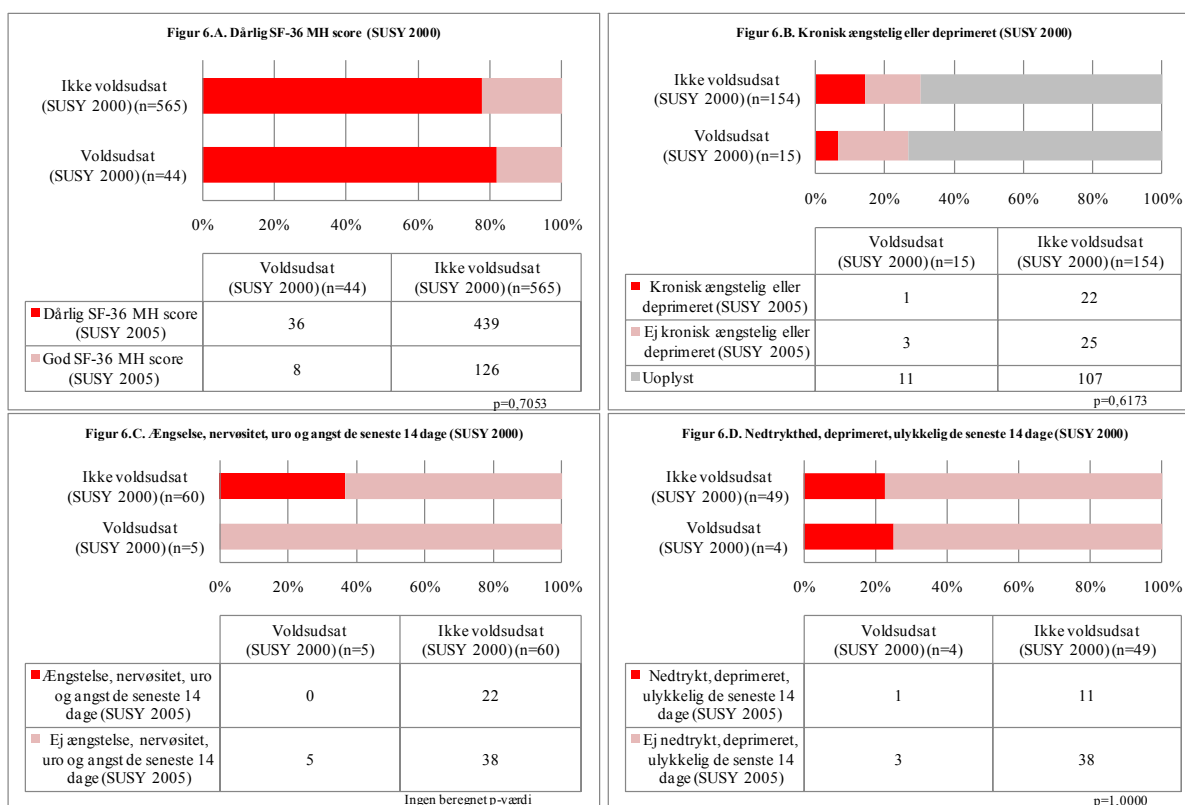 Figur 6.A. Dårlig SF-36 MH score (SUSY 2000)
Ikke voldsudsat
(SUSY 2000) (n=565)
Voldsudsat
(SUSY 2000) (n=44)
0% 20% 40% 60% 80% 100%
Voldsudsat
(SUSY 2000) (n=44)
Ikke voldsudsat
(SUSY 2000) (n=565)
Dårlig SF-36 MH score
(SUSY 2005)
36 439
God SF-36 MH score
(SUSY 2005)
8 126
p=0,7053
Figur 6.B. Kronisk ængstelig eller deprimeret (SUSY 2000)
Ikke voldsudsat
(SUSY 2000) (n=154)
Voldsudsat
(SUSY 2000) (n=15)
0% 20% 40% 60% 80% 100%
Voldsudsat
(SUSY 2000) (n=15)
Ikke voldsudsat
(SUSY 2000) (n=154)
Kronisk ængstelig eller
deprimeret (SUSY 2005)
1 22
Ej kronisk ængstelig eller
deprimeret (SUSY 2005)
3 25
Uoplyst 11 107
p=0,6173
Figur 6.C. Ængselse, nervøsitet, uro og angst de seneste 14 dage (SUSY 2000)
Ikke voldsudsat
(SUSY 2000) (n=60)
Voldsudsat
(SUSY 2000) (n=5)
0% 20% 40% 60% 80% 100%
Voldsudsat
(SUSY 2000) (n=5)
Ikke voldsudsat
(SUSY 2000) (n=60)
Ængstelse, nervøsitet, uro
og angst de seneste 14
dage (SUSY 2005)
0 22
Ej ængstelse, nervøsitet,
uro og angst de seneste 14
dage (SUSY 2005)
5 38
Ingen beregnet p-værdi
Figur 6.D. Nedtrykthed, deprimeret, ulykkelig de seneste 14 dage (SUSY 2000)
Ikke voldsudsat
(SUSY 2000) (n=49)
Voldsudsat
(SUSY 2000) (n=4)
0% 20% 40% 60% 80% 100%
Voldsudsat
(SUSY 2000) (n=4)
Ikke voldsudsat
(SUSY 2000) (n=49)
Nedtrykt, deprimeret,
ulykkelig de seneste 14
dage (SUSY 2005)
1 11
Ej nedtrykt, deprimeret,
ulykkelig de senste 14
dage (SUSY 2005)
3 38
p=1,0000